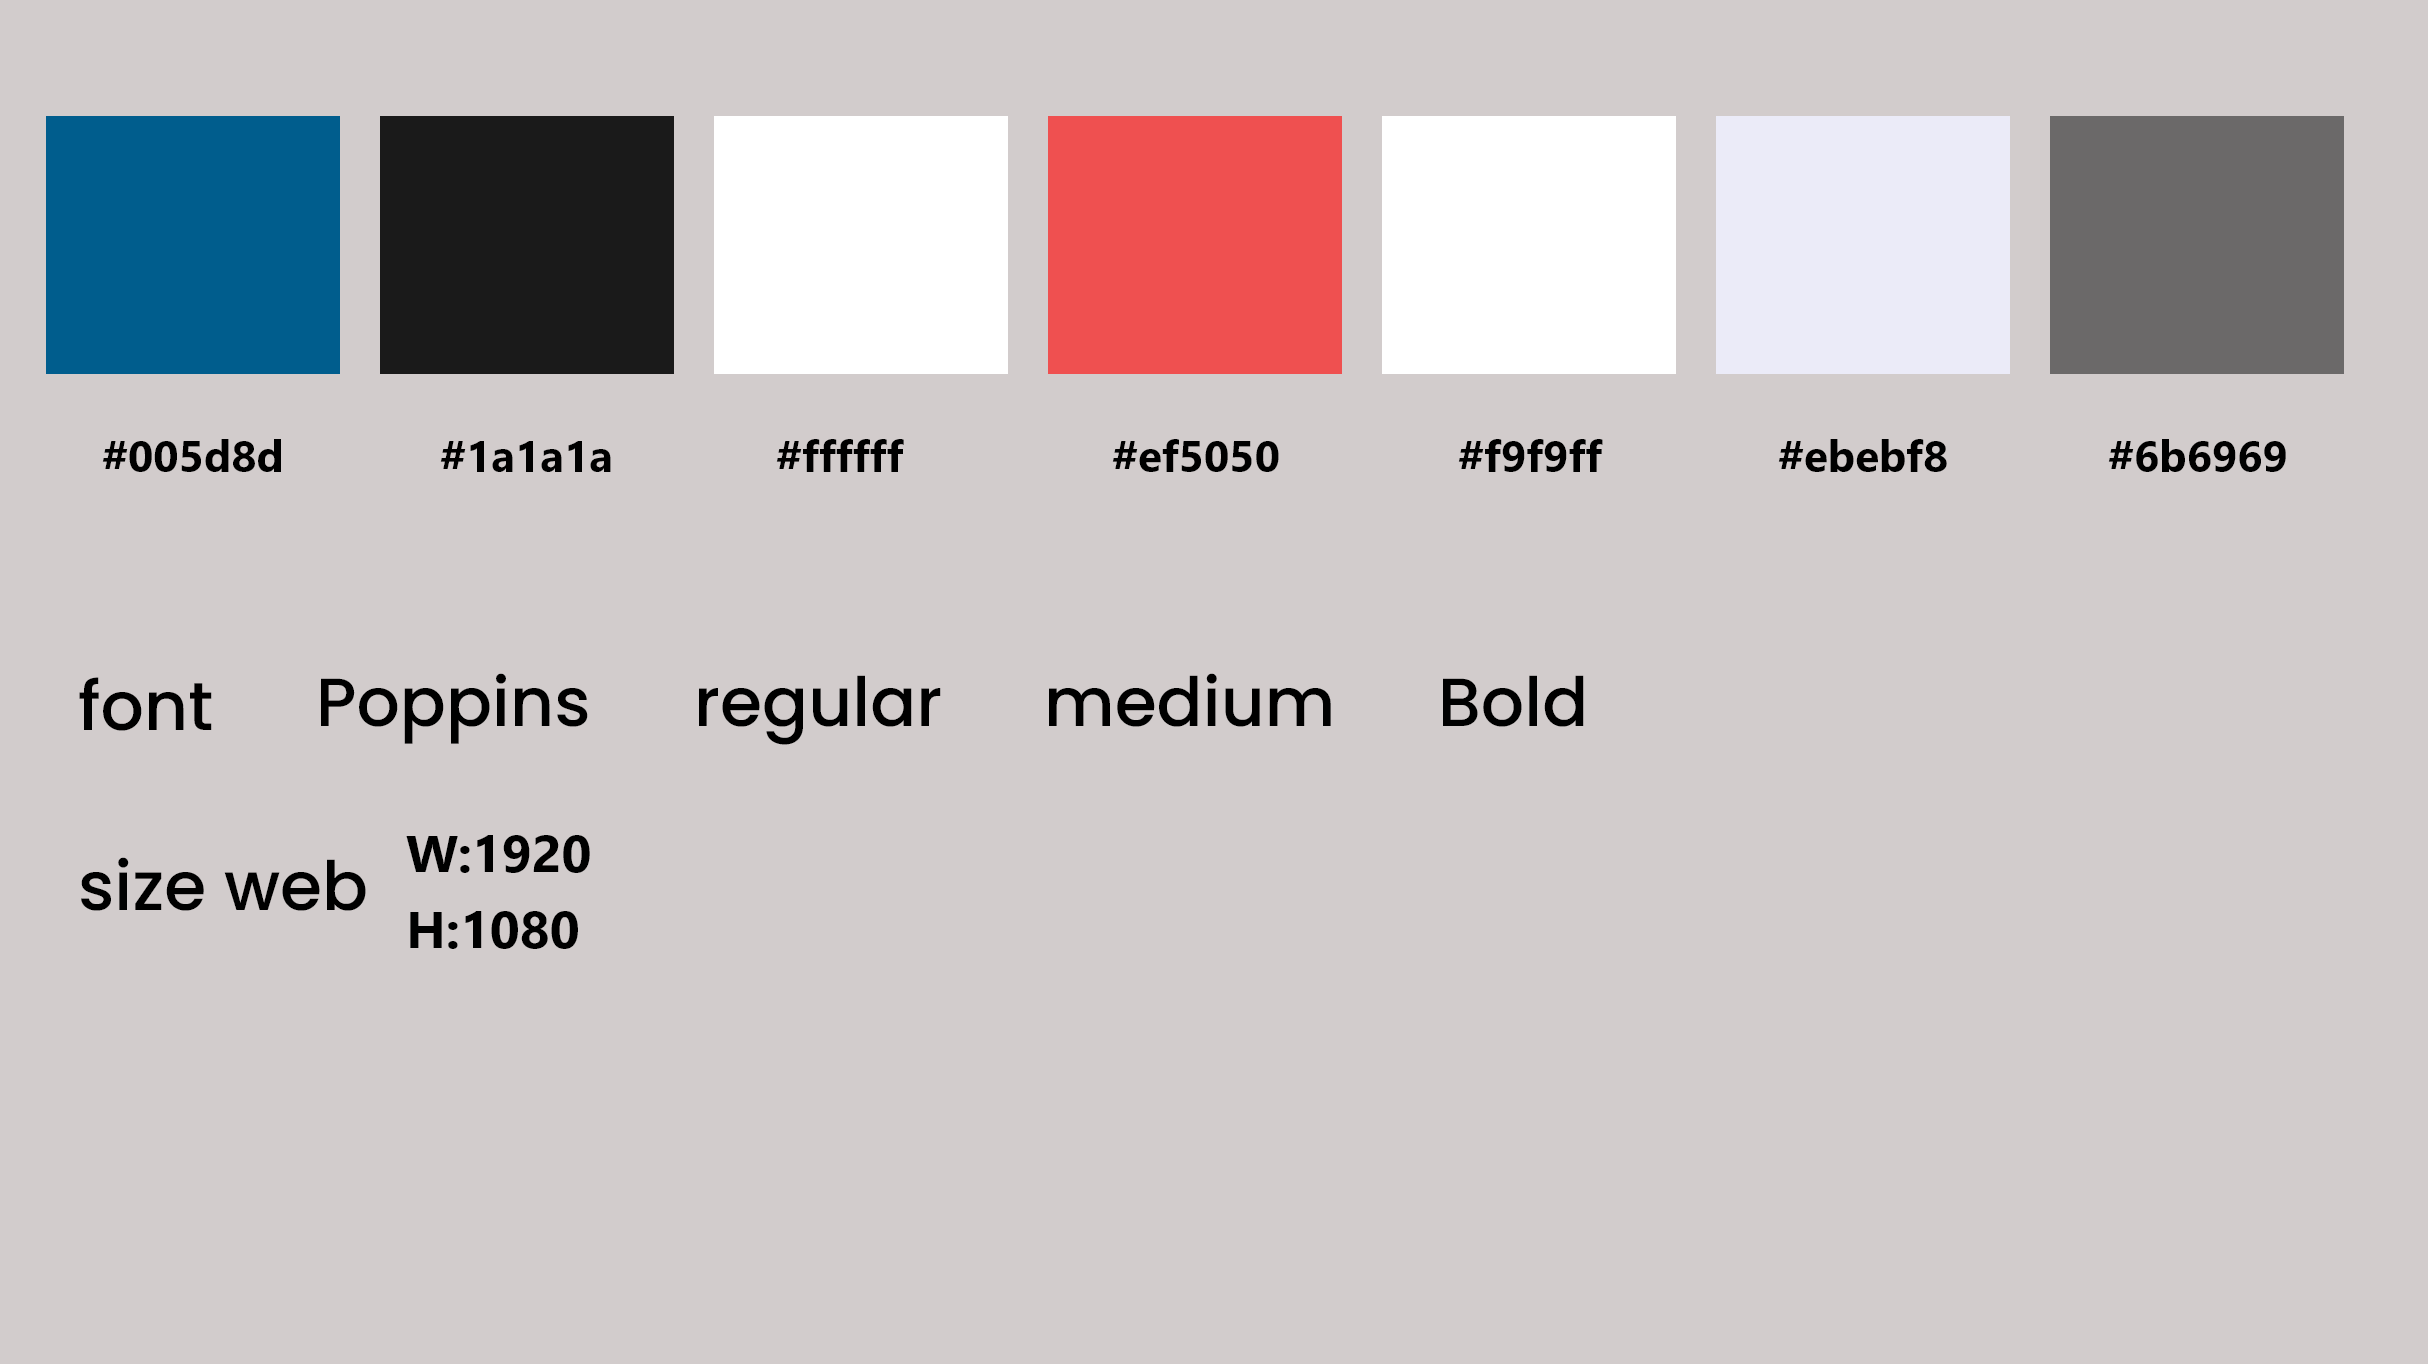 #005d8d #1a1a1a #ffffff #ef5050 #f9f9ff #ebebf8 #6b6969
font Poppins regular medium Bold
size web W:1920
H:1080